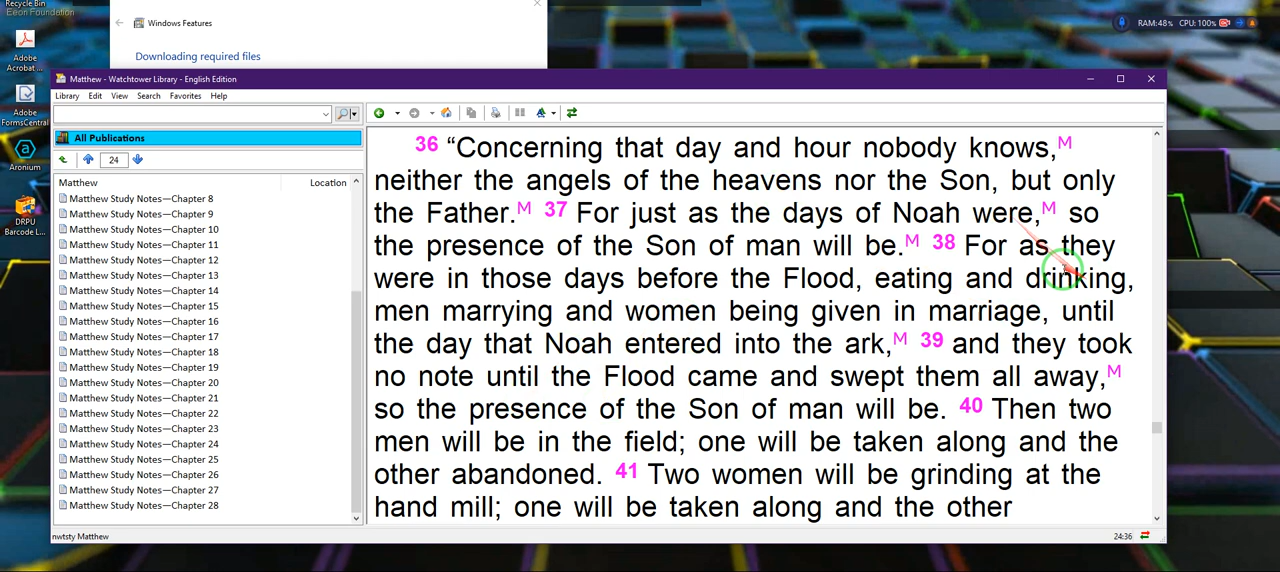 Recycle Bin
Eeon Foundation
Windows Features
RAM:48% CPU:100%
Adobe
Acrobat ...
Downloading required files
Matthew - Watchtower Library - English Edition
Library Edit View Search Favorites Help
Adobe
FormsCentral
All Publications
24
Aronium
Matthew Location
Matthew Study Notes—Chapter 8
Matthew Study Notes—Chapter 9
Matthew Study Notes—Chapter 10
Matthew Study Notes—Chapter 11
Matthew Study Notes—Chapter 12
Matthew Study Notes—Chapter 13
Matthew Study Notes—Chapter 14
Matthew Study Notes—Chapter 15
Matthew Study Notes—Chapter 16
Matthew Study Notes—Chapter 17
Matthew Study Notes—Chapter 18
Matthew Study Notes—Chapter 19
Matthew Study Notes—Chapter 20
Matthew Study Notes—Chapter 21
Matthew Study Notes—Chapter 22
Matthew Study Notes—Chapter 23
Matthew Study Notes—Chapter 24
Matthew Study Notes—Chapter 25
Matthew Study Notes—Chapter 26
Matthew Study Notes—Chapter 27
Matthew Study Notes—Chapter 28
DRPU
Barcode L...
36 “Concerning that day and hour nobody knows,M
neither the angels of the heavens nor the Son, but only
the Father.M 37 For just as the days of Noah were,M so
the presence of the Son of man will be.M 38 For as they
were in those days before the Flood, eating and drinking,
men marrying and women being given in marriage, until
the day that Noah entered into the ark,M 39 and they took
no note until the Flood came and swept them all away,M
so the presence of the Son of man will be. 40 Then two
men will be in the field; one will be taken along and the
other abandoned. 41 Two women will be grinding at the
hand mill; one will be taken along and the other
nwtsty Matthew
24:36